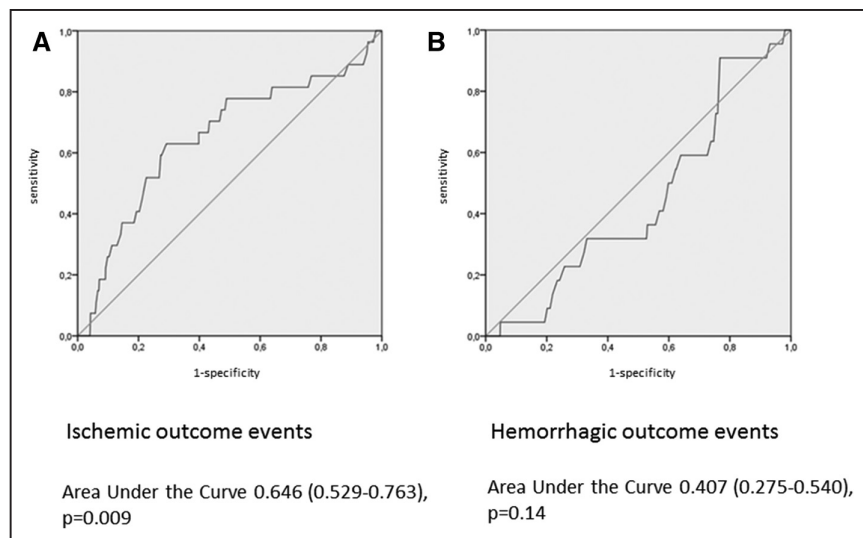 A
1,0
0,8
0,6
0,4
0,2
0,0
sensitivity
0,0 0,2 0,4 0,6 0,8 1,0
1-specificity
Ischemic outcome events
Area Under the Curve 0.646 (0.529-0.763),
p=0.009
B
1,0
0,8
0,6
0,4
0,2
0,0
sensitivity
0,0 0,2 0,4 0,6 0,8 1,0
1-specificity
Hemorrhagic outcome events
Area Under the Curve 0.407 (0.275-0.540),
p=0.14